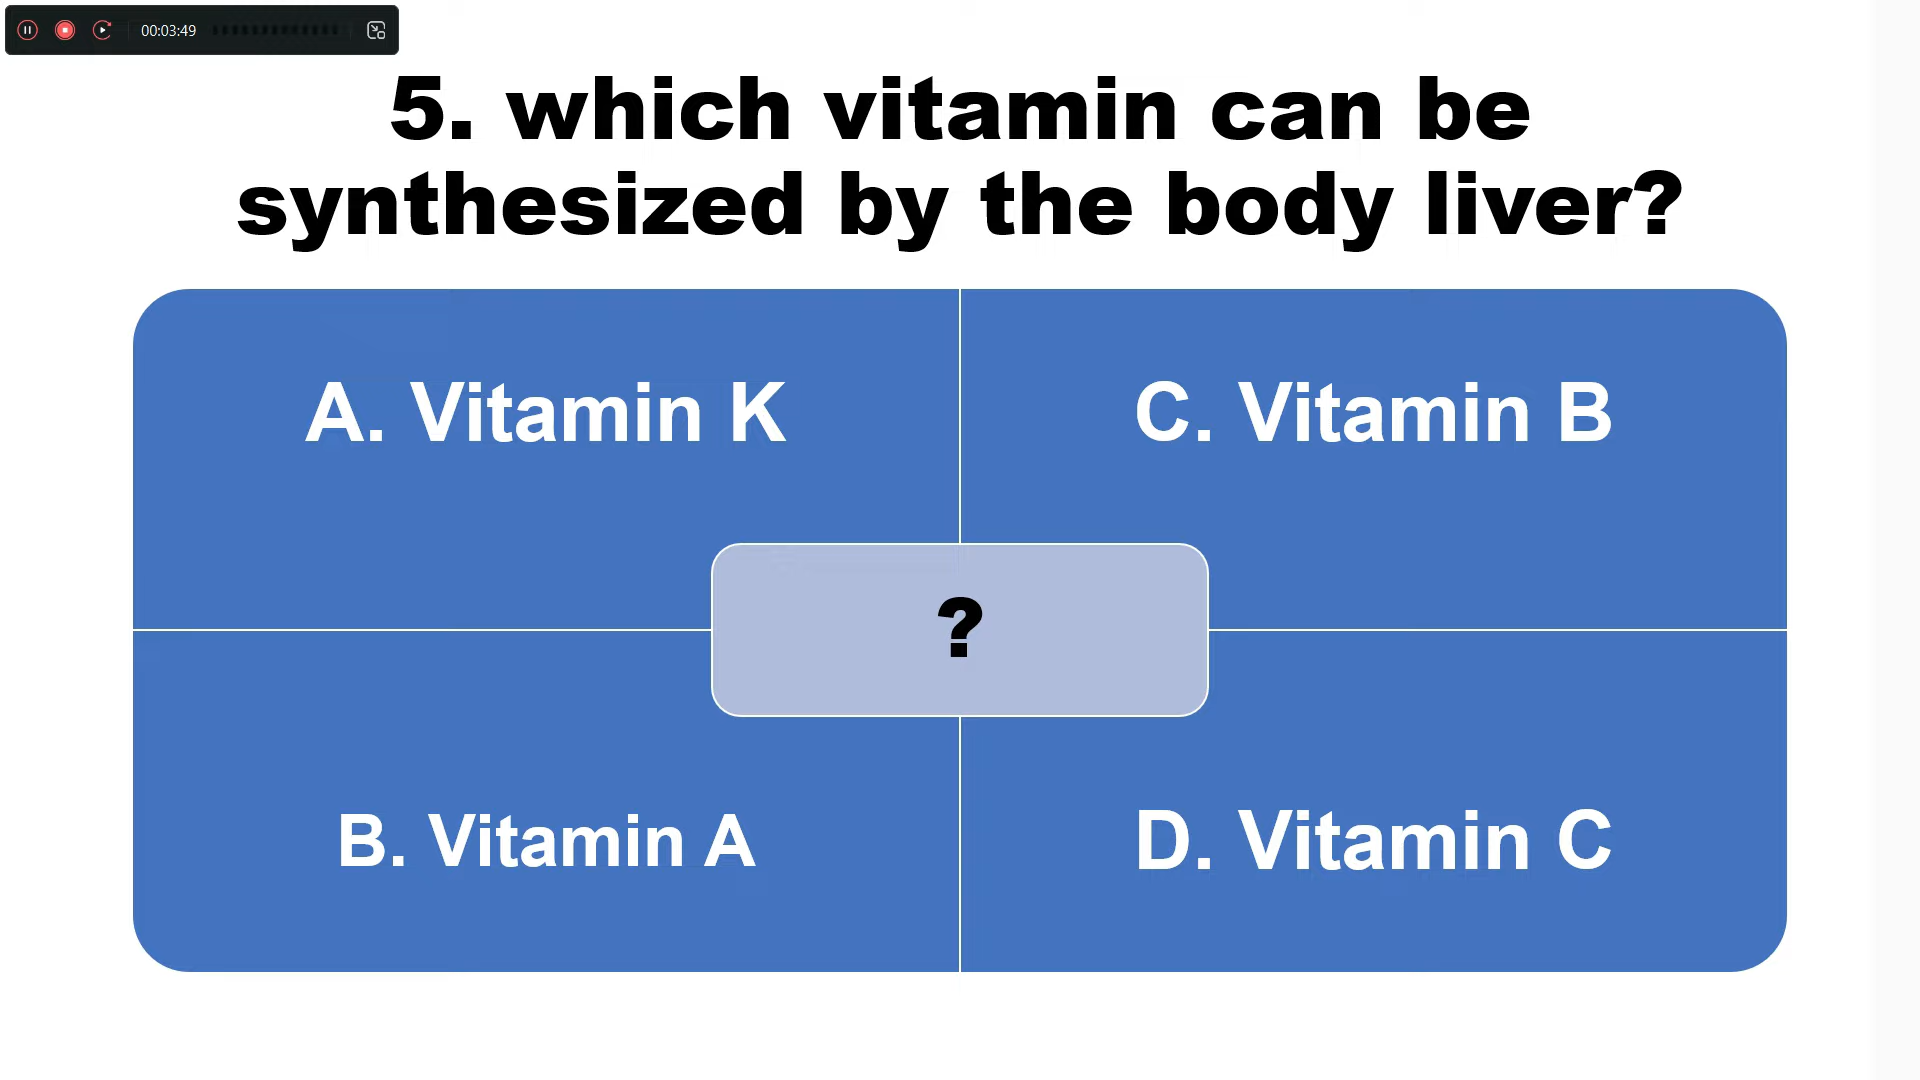 00:03:49
5. which vitamin can be
synthesized by the body liver?
A. Vitamin K
C. Vitamin B
?
B. Vitamin A
D. Vitamin C